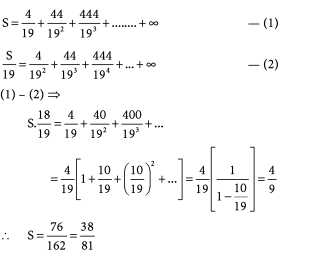 S = 4/19 + 44/19² + 444/19³ + ........ + ∞ — (1)
S/19 = 4/19² + 44/19³ + 444/19⁴ + ... + ∞ — (2)
(1) – (2) ⇒
S. 18/19 = 4/19 + 40/19² + 400/19³ + ...
= 4/19 [1 + 10/19 + (10/19)² + ...] = 4/19 [1/(1 - 10/19)] = 4/9
∴ S = 76/162 = 38/81